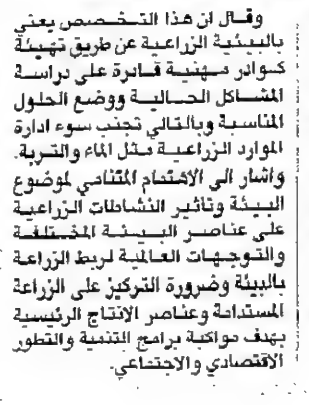 وقال ان هذا التخصص يعني
بالبيئية الزراعية عن طريق تهيئة
كوادر مهنية قادرة على دراسة
المشاكل الحالية ووضع الحلول
المناسبة وبالتالي تجنب سوء ادارة
الموارد الزراعية مثل الماء والتربة.
واشار الى الاهتمام المتنامي لموضوع
البيئة وتأثير النشاطات الزراعية
على عناصر البيئة المختلفة
والتوجهات العالمية لربط الزراعة
بالبيئة وضرورة التركيز على الزراعة
المستدامة وعناصر الإنتاج الرئيسية
بهدف مواكبة برامج التنمية والتطور
الاقتصادي والاجتماعي.